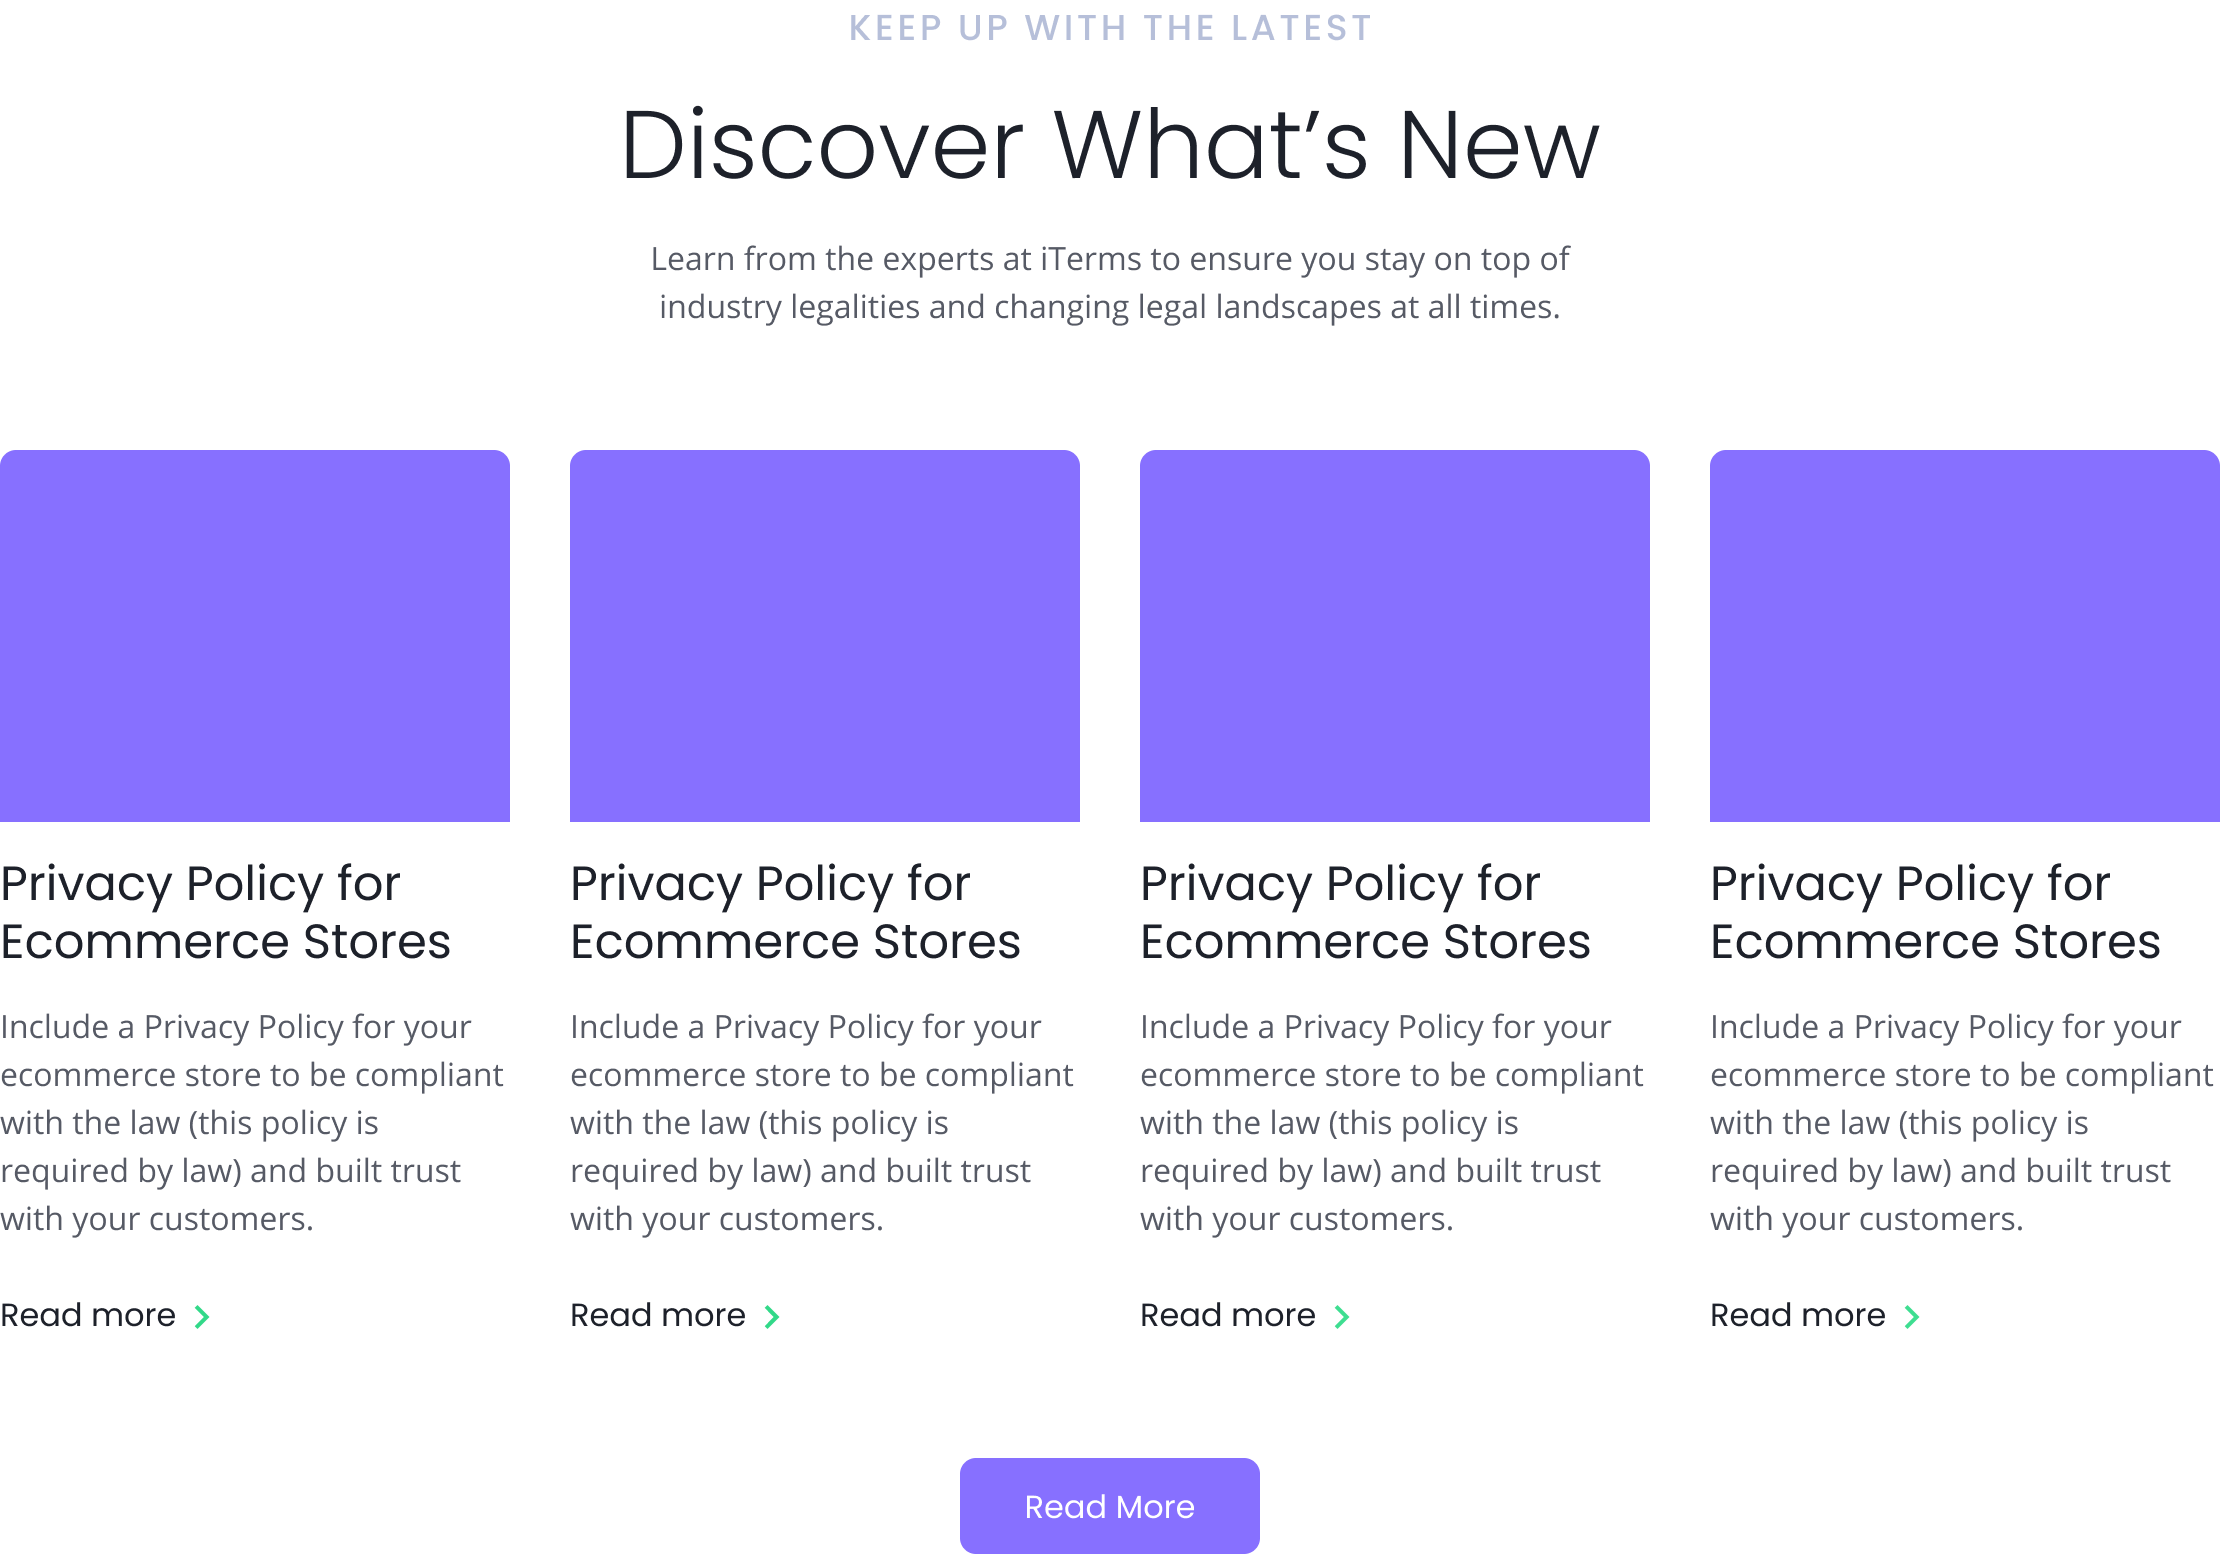 KEEP UP WITH THE LATEST
Discover What’s New
Learn from the experts at iTerms to ensure you stay on top of
industry legalities and changing legal landscapes at all times.
Privacy Policy for
Ecommerce Stores
Include a Privacy Policy for your
ecommerce store to be compliant
with the law (this policy is
required by law) and built trust
with your customers.
Read more
Privacy Policy for
Ecommerce Stores
Include a Privacy Policy for your
ecommerce store to be compliant
with the law (this policy is
required by law) and built trust
with your customers.
Read more
Privacy Policy for
Ecommerce Stores
Include a Privacy Policy for your
ecommerce store to be compliant
with the law (this policy is
required by law) and built trust
with your customers.
Read more
Privacy Policy for
Ecommerce Stores
Include a Privacy Policy for your
ecommerce store to be compliant
with the law (this policy is
required by law) and built trust
with your customers.
Read more
Read More